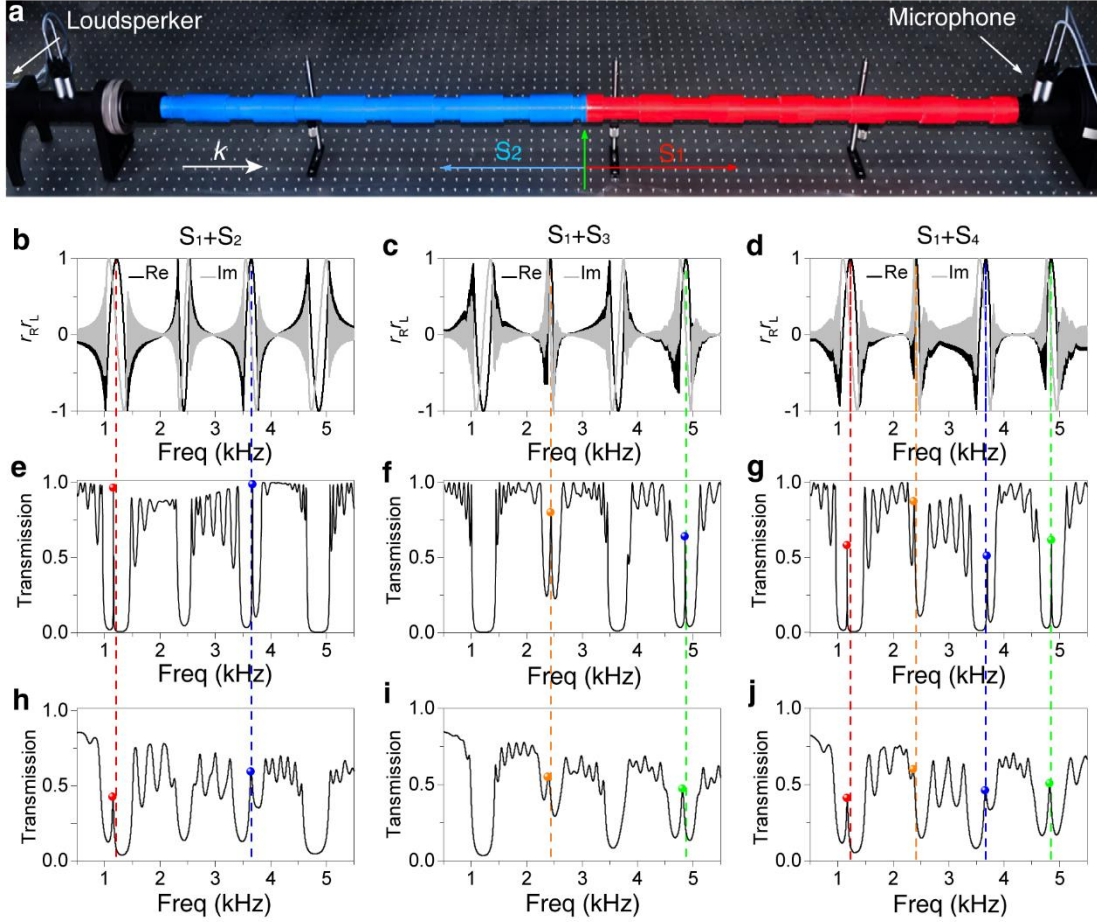 a
Loudsperker
Microphone
k
S2
S1
b
S1+S2
c
S1+S3
d
S1+S4
Re Im
Re Im
Re Im
rRrL
1
0
-1
1 2 3 4 5
Freq (kHz)
rRrL
1
0
-1
1 2 3 4 5
Freq (kHz)
rRrL
1
0
-1
1 2 3 4 5
Freq (kHz)
e
Transmission
1.0
0.5
0.0
1 2 3 4 5
Freq (kHz)
f
Tansmission
1.0
0.5
0.0
1 2 3 4 5
Freq (kHz)
g
Transmission
1.0
0.5
0.0
1 2 3 4 5
Freq (kHz)
h
Transmission
1.0
0.5
0.0
1 2 3 4 5
Freq (kHz)
i
Transmission
1.0
0.5
0.0
1 2 3 4 5
Freq (kHz)
j
Transmission
1.0
0.5
0.0
1 2 3 4 5
Freq (kHz)